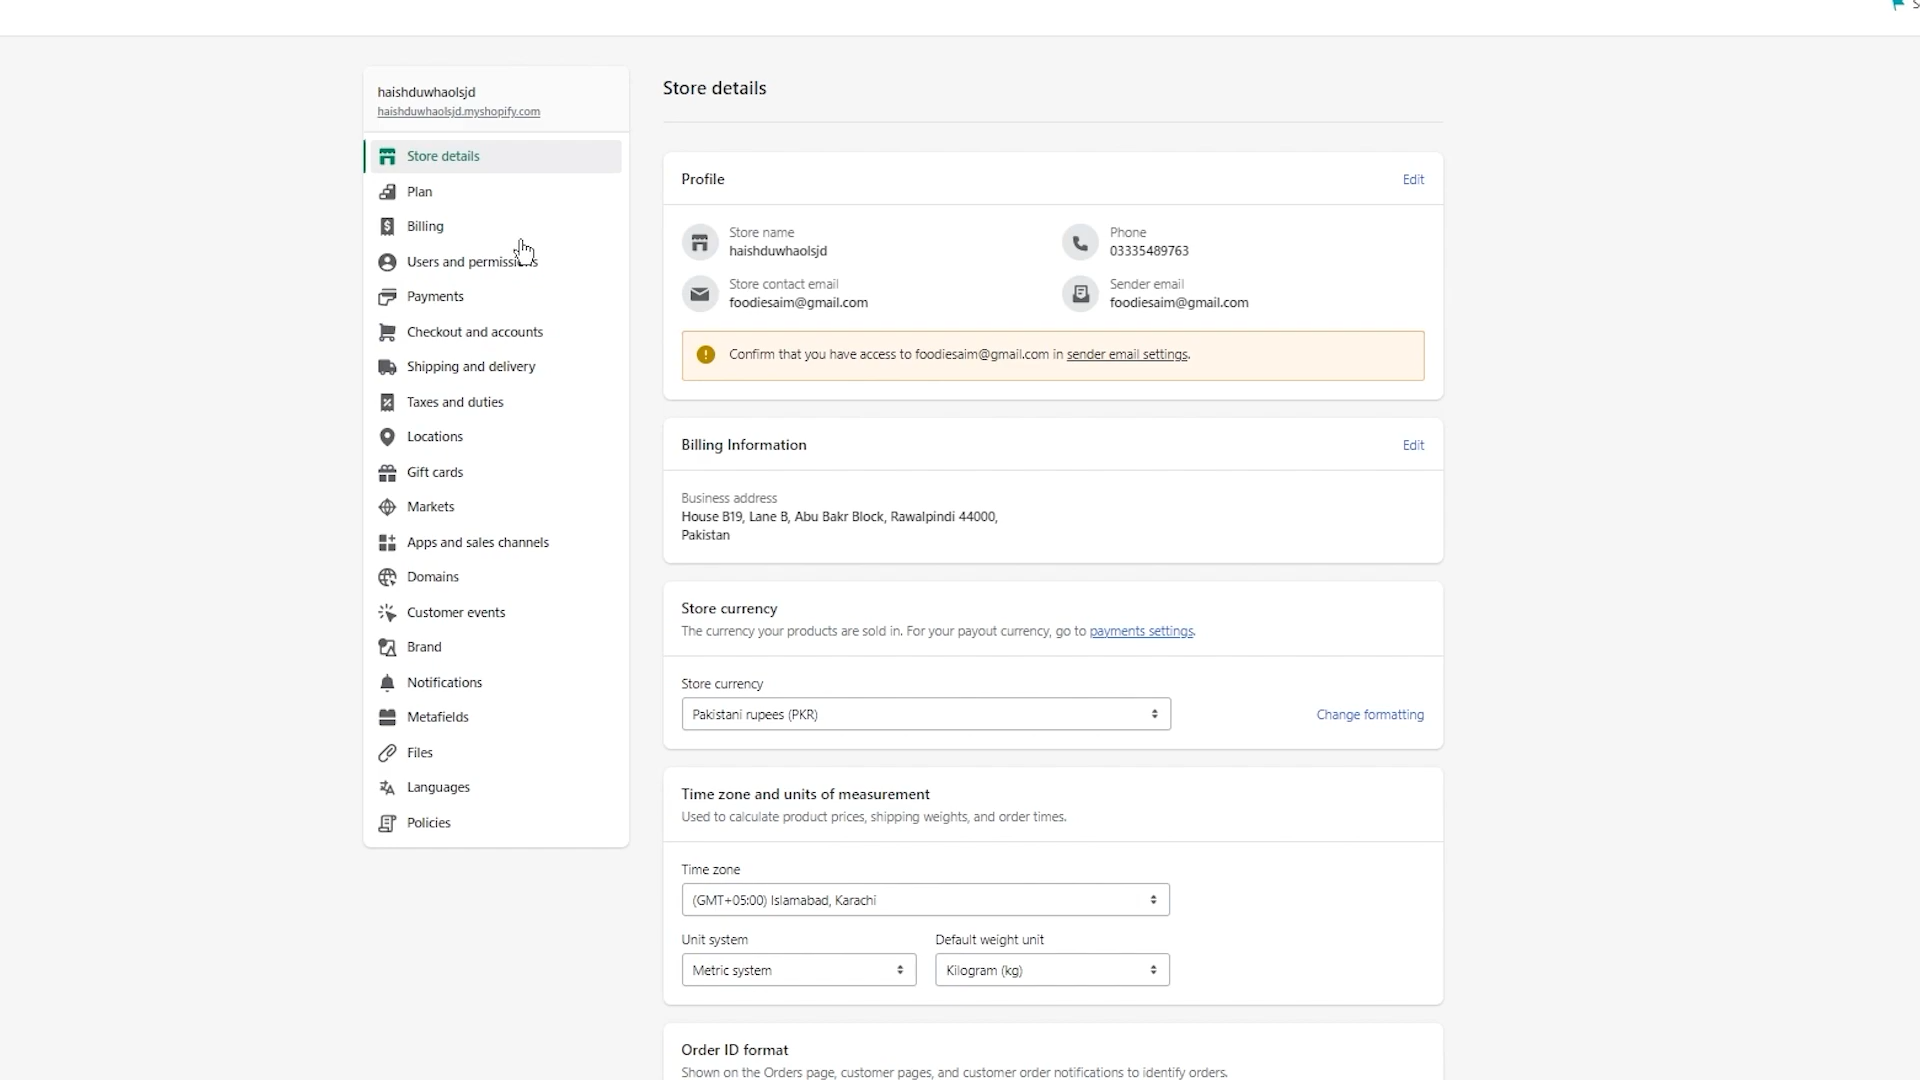 haishduwhaolsjd
haishduwhaolsjd.myshopify.com
Store details
Plan
Billing
Users and permissions
Payments
Checkout and accounts
Shipping and delivery
Taxes and duties
Locations
Gift cards
Markets
Apps and sales channels
Domains
Customer events
Brand
Notifications
Metafields
Files
Languages
Policies
Store details
Profile
Edit
Store name
haishduwhaolsjd
Phone
03335489763
Store contact email
foodiesaim@gmail.com
Sender email
foodiesaim@gmail.com
Confirm that you have access to foodiesaim@gmail.com in sender email settings.
Billing Information
Edit
Business address
House B19, Lane B, Abu Bakr Block, Rawalpindi 44000,
Pakistan
Store currency
The currency your products are sold in. For your payout currency, go to payments settings.
Store currency
Pakistani rupees (PKR)
Change formatting
Time zone and units of measurement
Used to calculate product prices, shipping weights, and order times.
Time zone
(GMT+05:00) Islamabad, Karachi
Unit system
Default weight unit
Metric system
Kilogram (kg)
Order ID format
Shown on the Orders page, customer pages, and customer order notifications to identify orders.